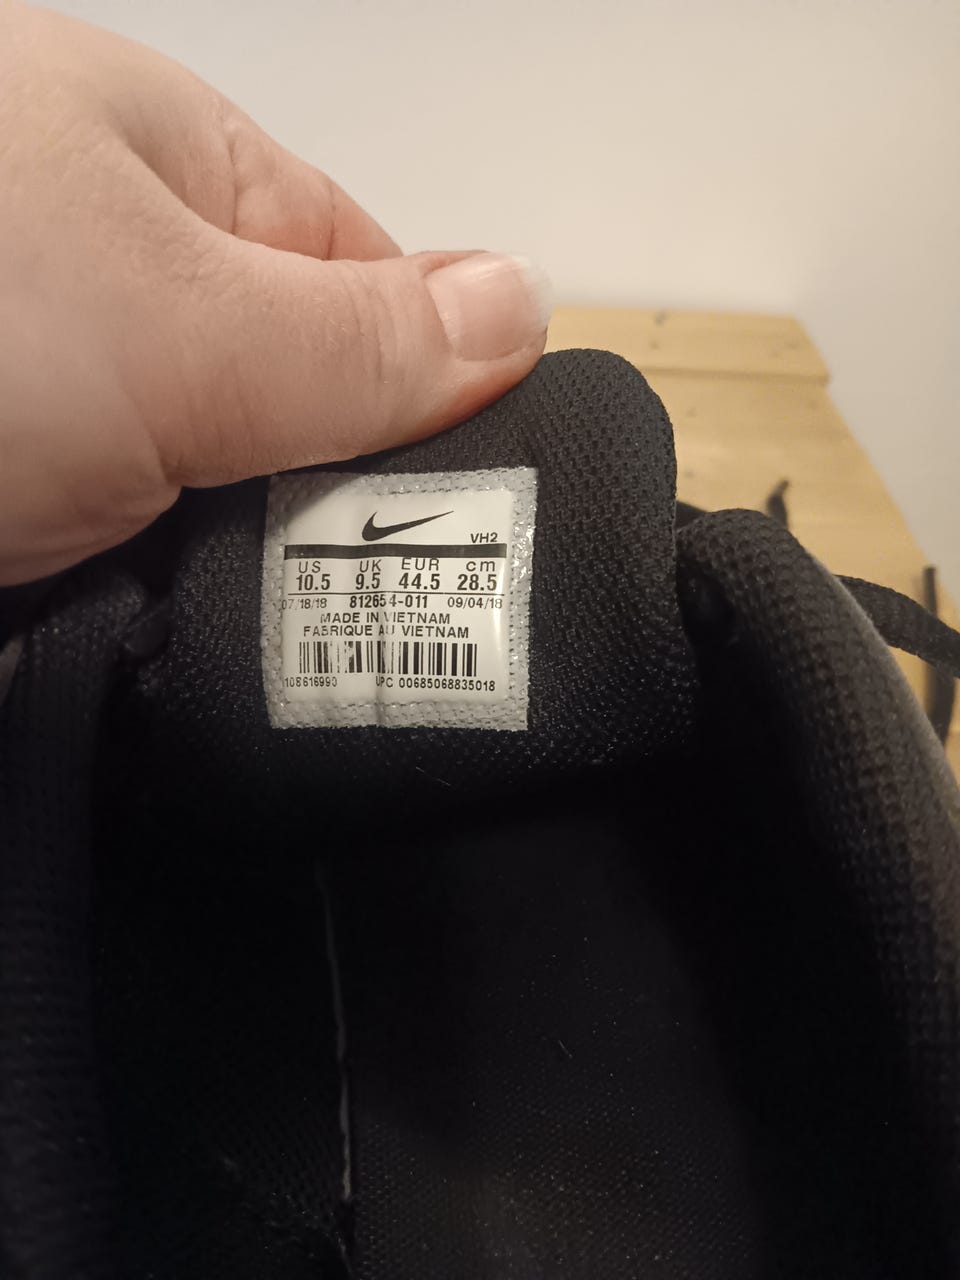 VH2
US UK EUR cm
10.5 9.5 44.5 28.5
07/18/18 812654-011 09/04/18
MADE IN VIETNAM
FABRIQUE AU VIETNAM
108616990 UPC 00685068835018